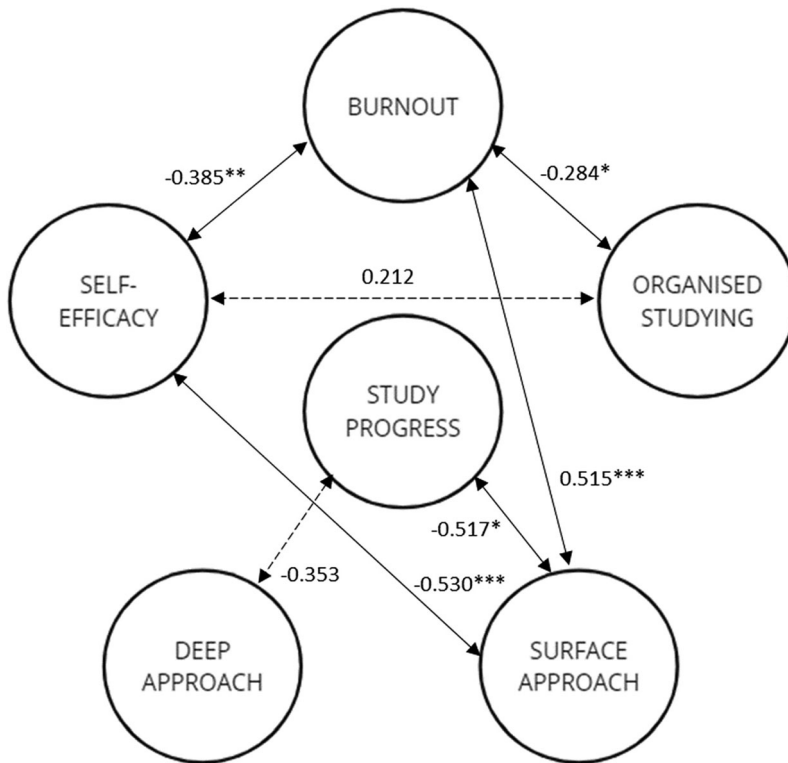 BURNOUT
-0.385**
-0.284*
SELF-
EFFICACY
0.212
ORGANISED
STUDYING
STUDY
PROGRESS
0.515***
-0.517*
-0.353
-0.530***
DEEP
APPROACH
SURFACE
APPROACH